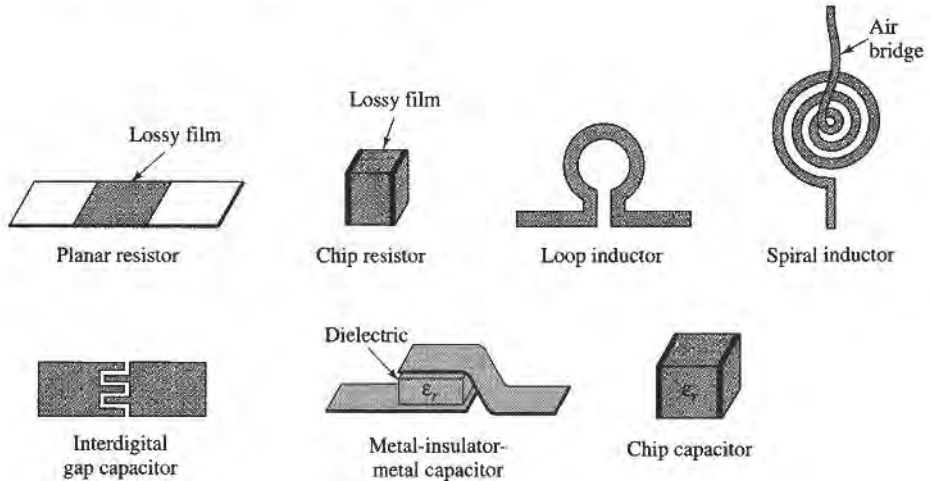 Air
bridge
Lossy film
Lossy film
Planar resistor
Chip resistor
Loop inductor
Spiral inductor
Dielectric
εr
εr
Interdigital
gap capacitor
Metal-insulator-
metal capacitor
Chip capacitor